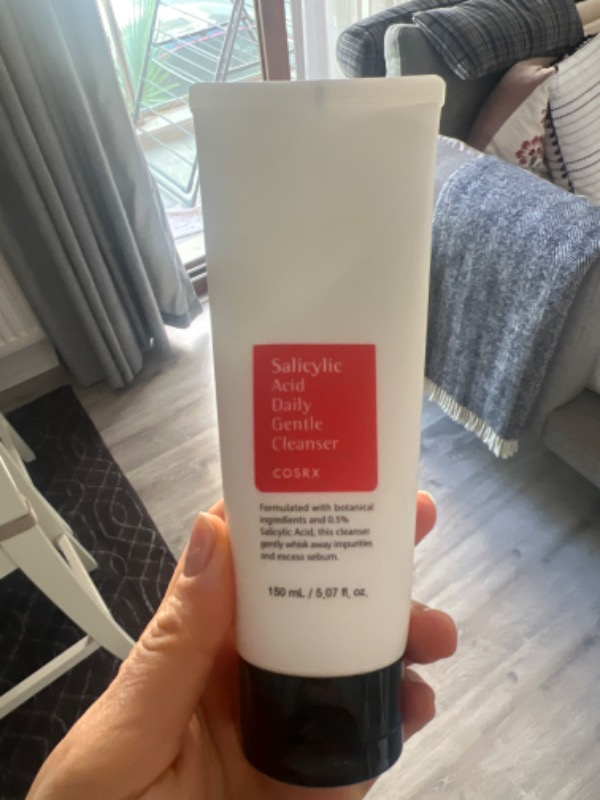 Salicylic
Acid
Daily
Gentle
Cleanser
COSRX
Formulated with botanical
ingredients and 0.5%
Salicylic Acid, this cleanser
gently whisk away impurities
and excess sebum.
150 mL / 5.07 fl. oz.